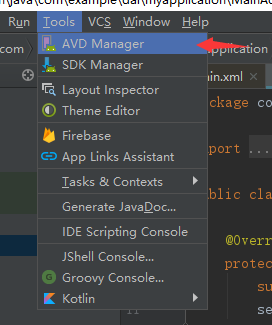 m\java\com\example\dar\myapplication\MainAc
Run Tools VCS Window Help
.com
AVD Manager
pplication
SDK Manager
in.xml
Layout Inspector
ckage co
Theme Editor
Firebase
port ...
App Links Assistant
Tasks & Contexts
blic clas
Generate JavaDoc...
IDE Scripting Console
@Overr
JShell Console...
protec
Groovy Console...
su
Kotlin
se